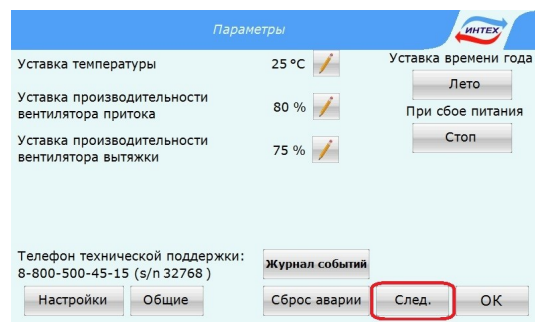 Параметры
ИНТЕХ
Уставка температуры
25 °C
Уставка времени года
Лето
Уставка производительности
вентилятора притока
80 %
При сбое питания
Стоп
Уставка производительности
вентилятора вытяжки
75 %
Телефон технической поддержки:
8-800-500-45-15 (s/n 32768 )
Журнал событий
Настройки
Общие
Сброс аварии
След.
ОК